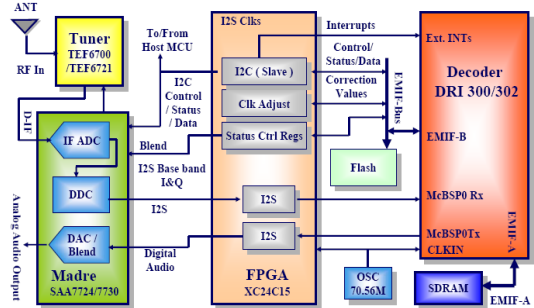 ANT
RF In
Tuner
TEF6700
/TEF6721
D-IF
To/From
Host MCU
I2C
Control
/ Status
/ Data
Blend
I2S Base band
I&Q
I2S
Digital
Audio
Analog Audio Output
IF ADC
DDC
DAC /
Blend
Madre
SAA7724/7730
I2S Clks
I2C ( Slave )
Clk Adjust
Status Ctrl Regs
I2S
I2S
FPGA
XC24C15
Interrupts
Control/
Status/Data
Correction
Values
EMIF-Bus
Flash
OSC
70.56M
Ext. INTs
Decoder
DRI 300/302
EMIF-B
McBSP0 Rx
McBSP0Tx
CLKIN
EMIF-A
SDRAM
EMIF-A